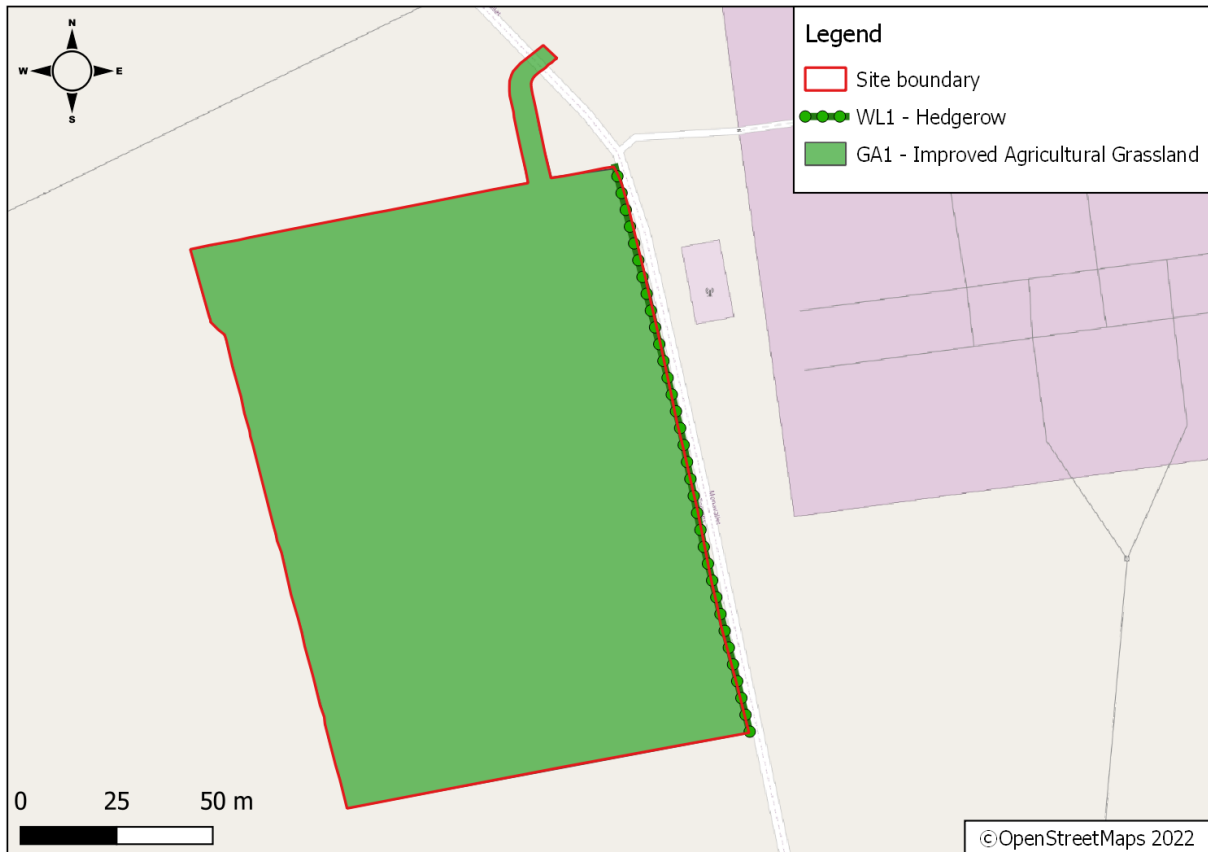 N
W E
S
Legend
Site boundary
WL1 - Hedgerow
GA1 - Improved Agricultural Grassland
0 25 50 m
©OpenStreetMaps 2022